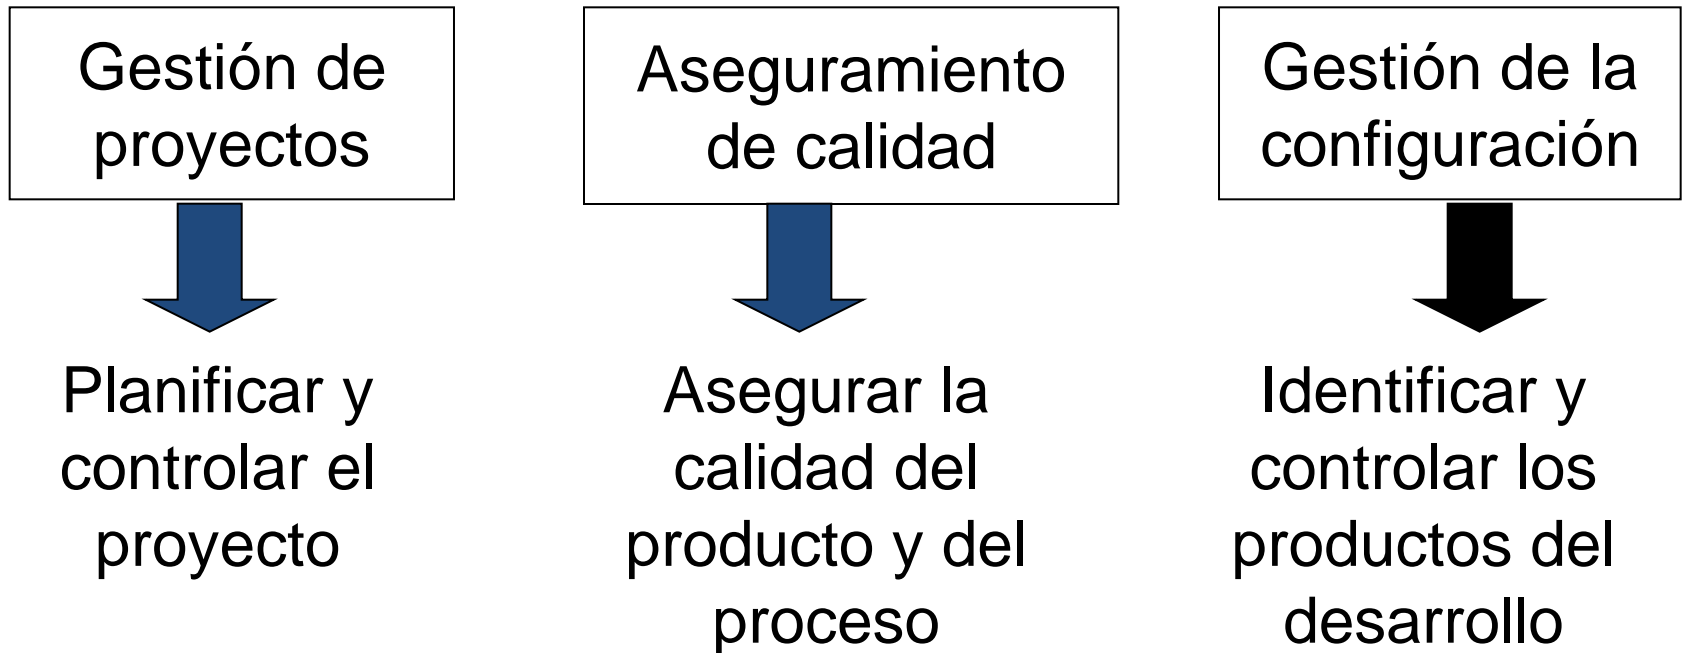 Gestión de
proyectos
Aseguramiento
de calidad
Gestión de la
configuración
Planificar y
controlar el
proyecto
Asegurar la
calidad del
producto y del
proceso
Identificar y
controlar los
productos del
desarrollo